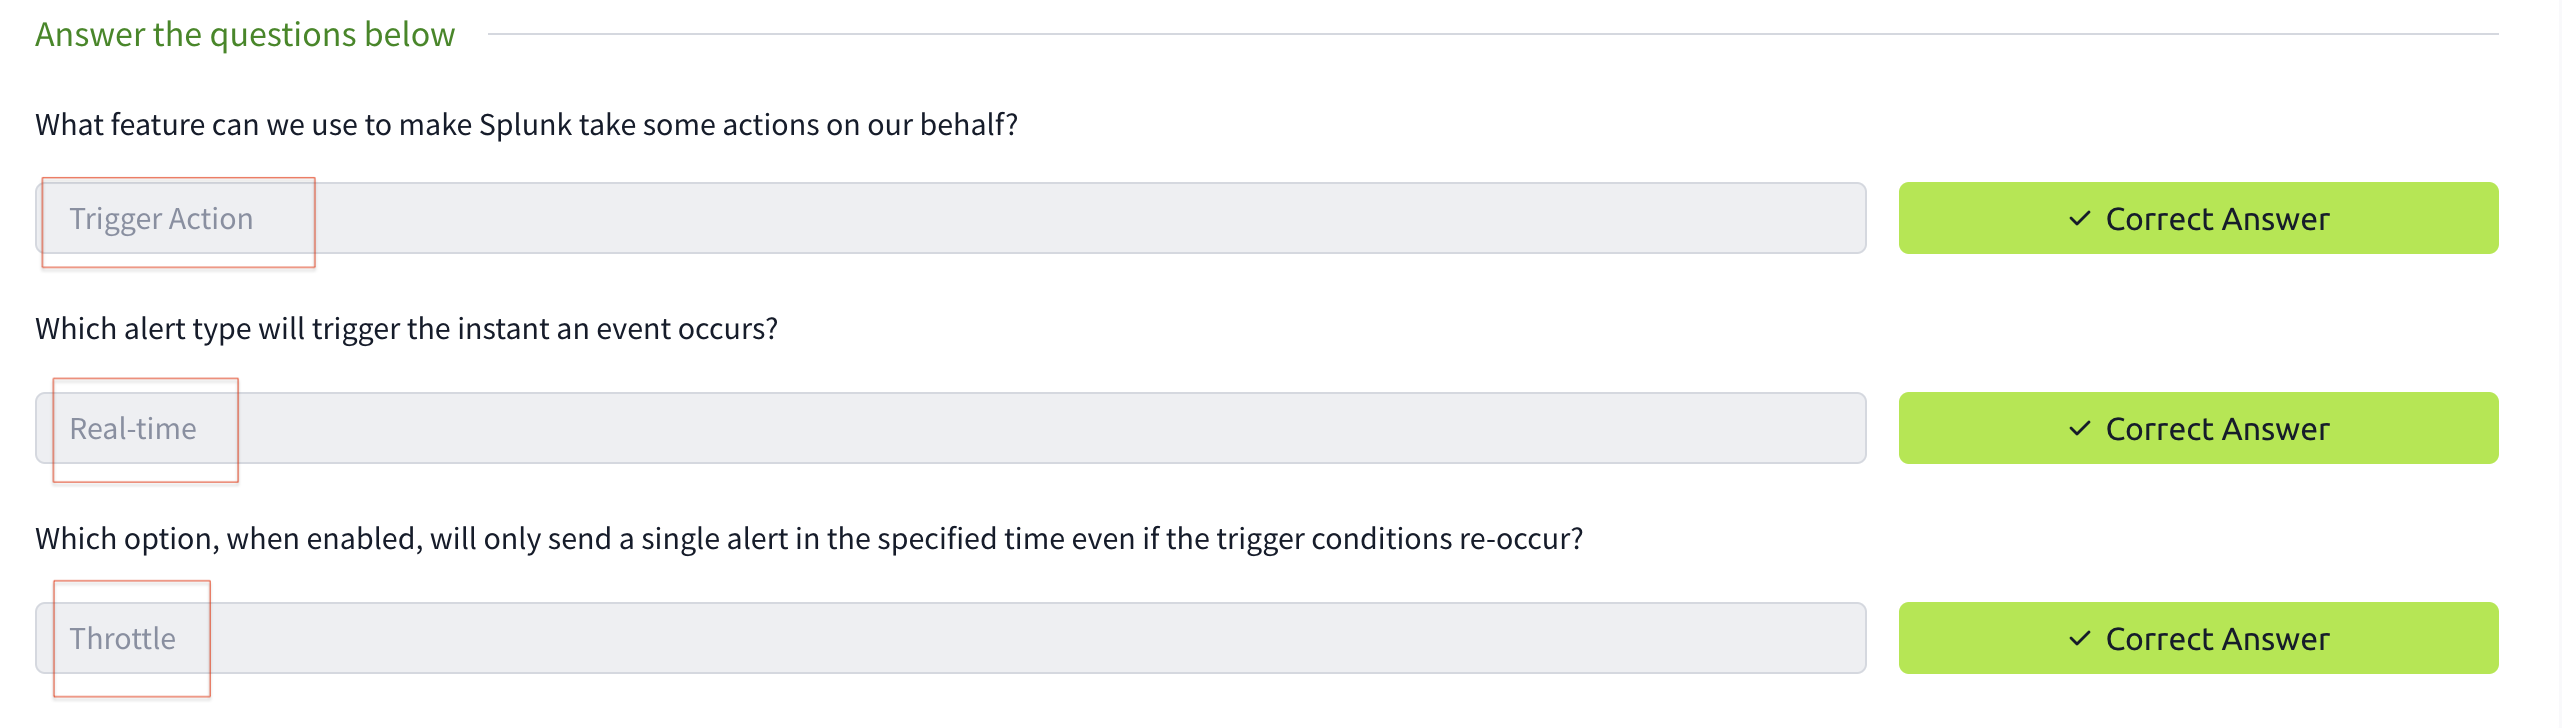 Answer the questions below
What feature can we use to make Splunk take some actions on our behalf?
Trigger Action
✓ Correct Answer
Which alert type will trigger the instant an event occurs?
Real-time
✓ Correct Answer
Which option, when enabled, will only send a single alert in the specified time even if the trigger conditions re-occur?
Throttle
✓ Correct Answer